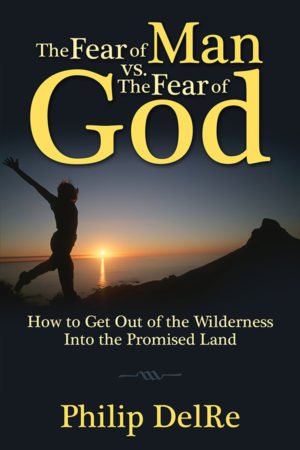 The Fear of Man
vs.
The Fear of
God
How to Get Out of the Wilderness
Into the Promised Land
Philip DelRe